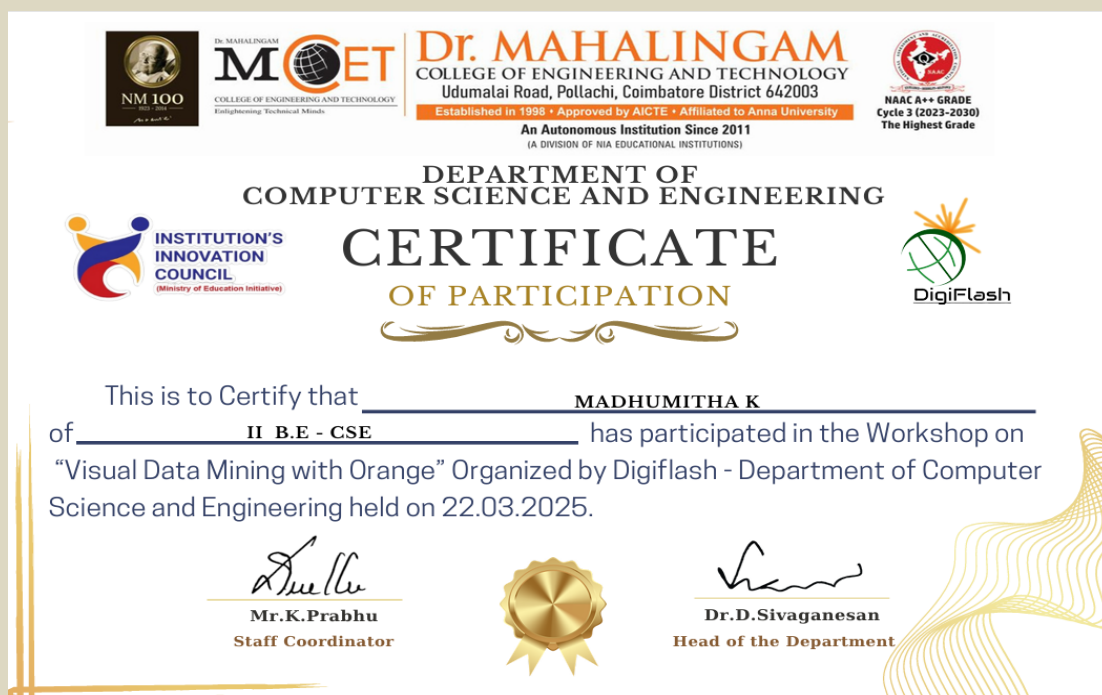 NM 100
1923 - 2014
Dr. MAHALINGAM
MCET
COLLEGE OF ENGINEERING AND TECHNOLOGY
Enlightening Technical Minds
Dr. MAHALINGAM
COLLEGE OF ENGINEERING AND TECHNOLOGY
Udumalai Road, Pollachi, Coimbatore District 642003
Established in 1998 • Approved by AICTE • Affiliated to Anna University
An Autonomous Institution Since 2011
(A DIVISION OF NIA EDUCATIONAL INSTITUTIONS)
NAAC
NAAC A++ GRADE
Cycle 3 (2023-2030)
The Highest Grade
DEPARTMENT OF
COMPUTER SCIENCE AND ENGINEERING
INSTITUTION'S
INNOVATION
COUNCIL
(Ministry of Education Initiative)
CERTIFICATE
OF PARTICIPATION
DigiFlash
This is to Certify that MADHUMITHA K
of II B.E - CSE has participated in the Workshop on
“Visual Data Mining with Orange” Organized by Digiflash - Department of Computer
Science and Engineering held on 22.03.2025.
Mr.K.Prabhu
Staff Coordinator
Dr.D.Sivaganesan
Head of the Department